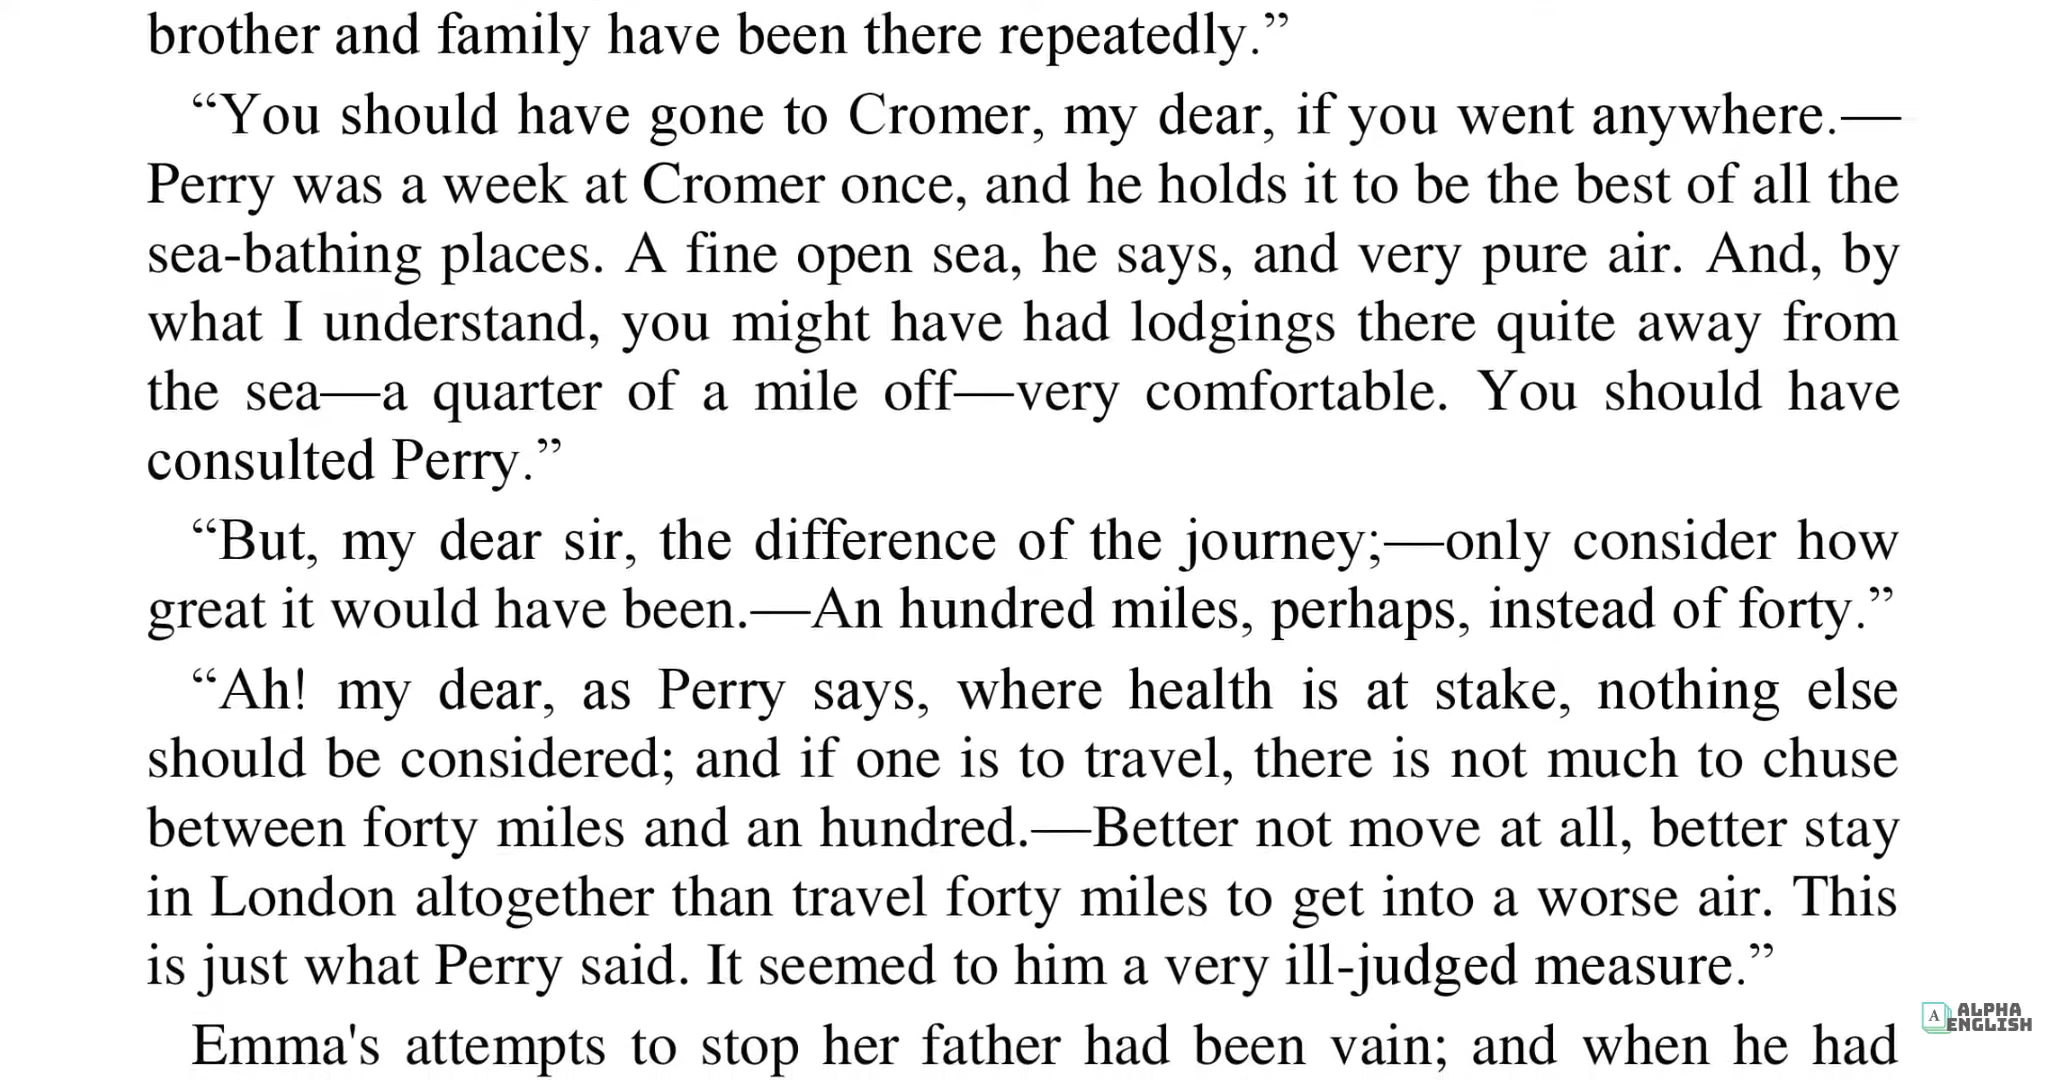 brother and family have been there repeatedly.”
“You should have gone to Cromer, my dear, if you went anywhere.—
Perry was a week at Cromer once, and he holds it to be the best of all the
sea-bathing places. A fine open sea, he says, and very pure air. And, by
what I understand, you might have had lodgings there quite away from
the sea—a quarter of a mile off—very comfortable. You should have
consulted Perry.”
“But, my dear sir, the difference of the journey;—only consider how
great it would have been.—An hundred miles, perhaps, instead of forty.”
“Ah! my dear, as Perry says, where health is at stake, nothing else
should be considered; and if one is to travel, there is not much to chuse
between forty miles and an hundred.—Better not move at all, better stay
in London altogether than travel forty miles to get into a worse air. This
is just what Perry said. It seemed to him a very ill-judged measure.”
Emma's attempts to stop her father had been vain; and when he had
A ALPHA
ENGLISH